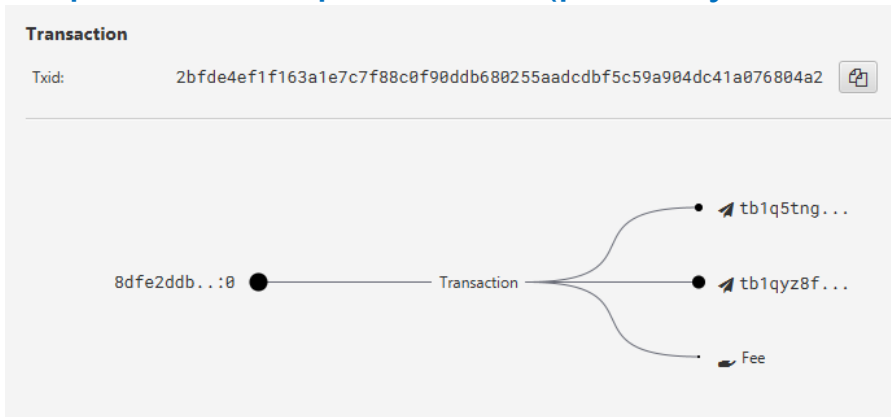 Transaction
Txid: 2bfde4ef1f163a1e7c7f88c0f90ddb680255aadcdbf5c59a904dc41a076804a2
tb1q5tng...
8dfe2ddb..:0 Transaction tb1qyz8f...
Fee